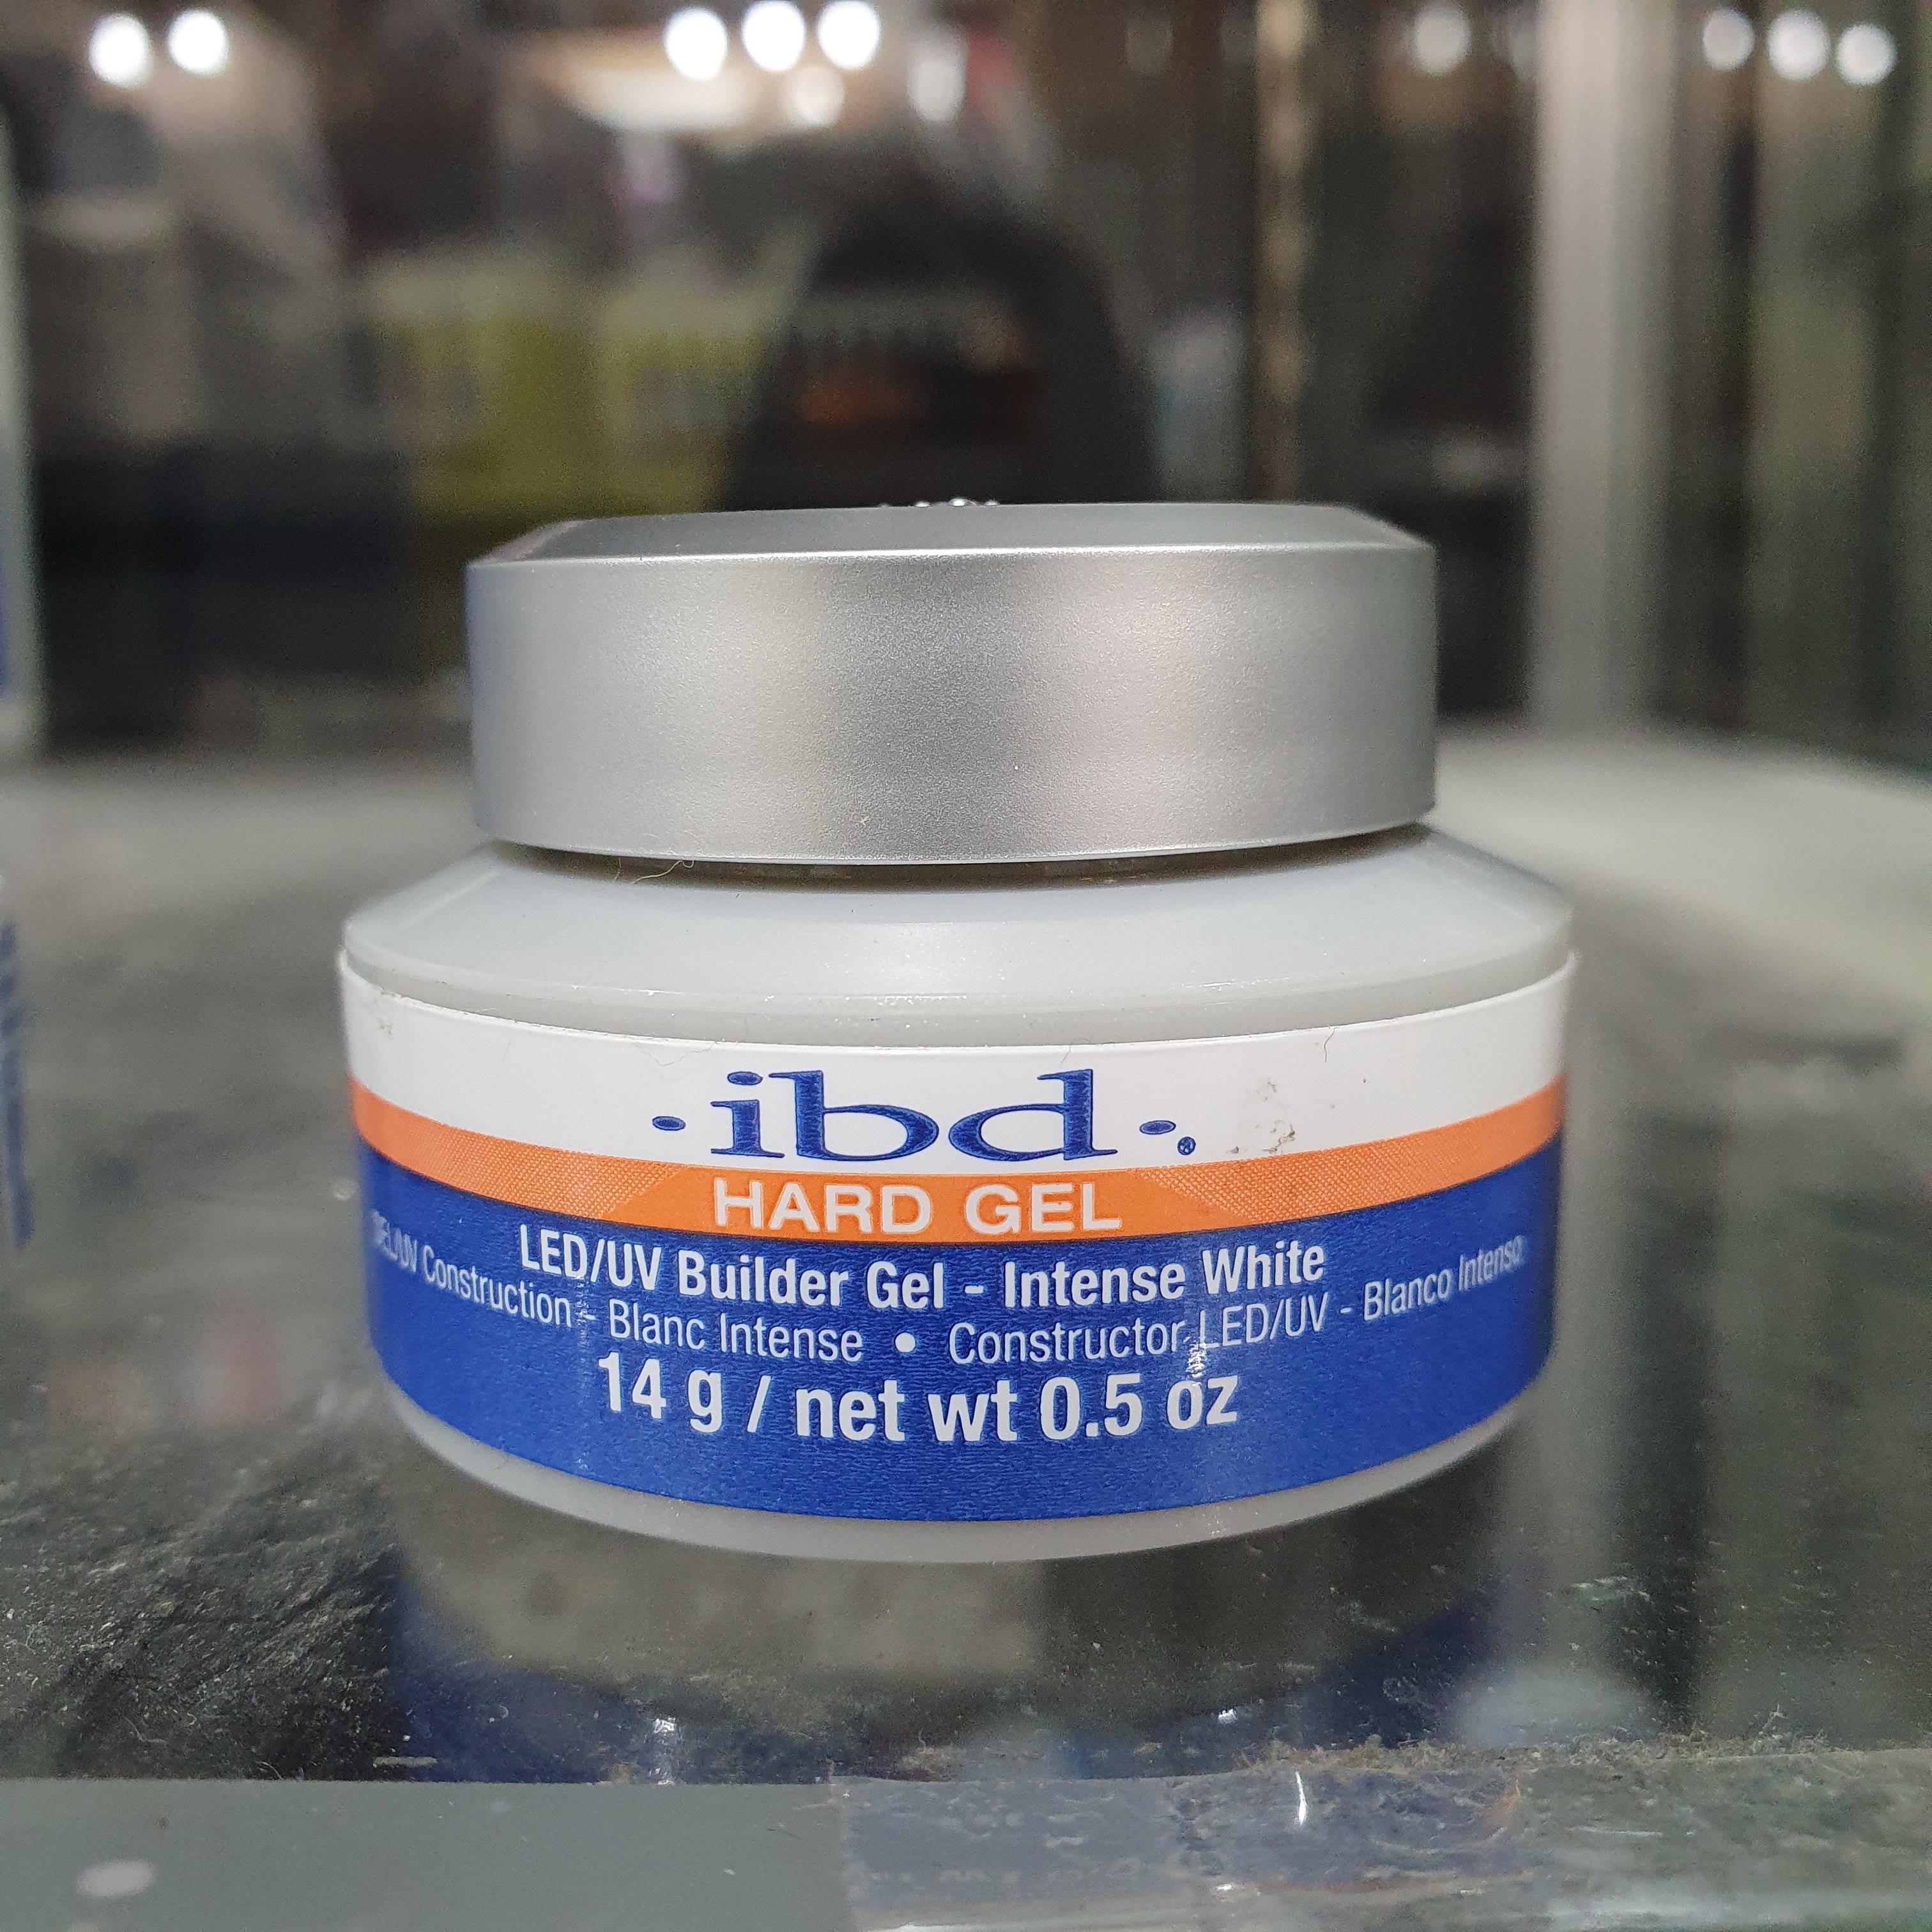 ·ibd·®
HARD GEL
LED/UV Builder Gel - Intense White
Construction - Blanc Intense • Constructor LED/UV - Blanco Intenso
14 g / net wt 0.5 oz